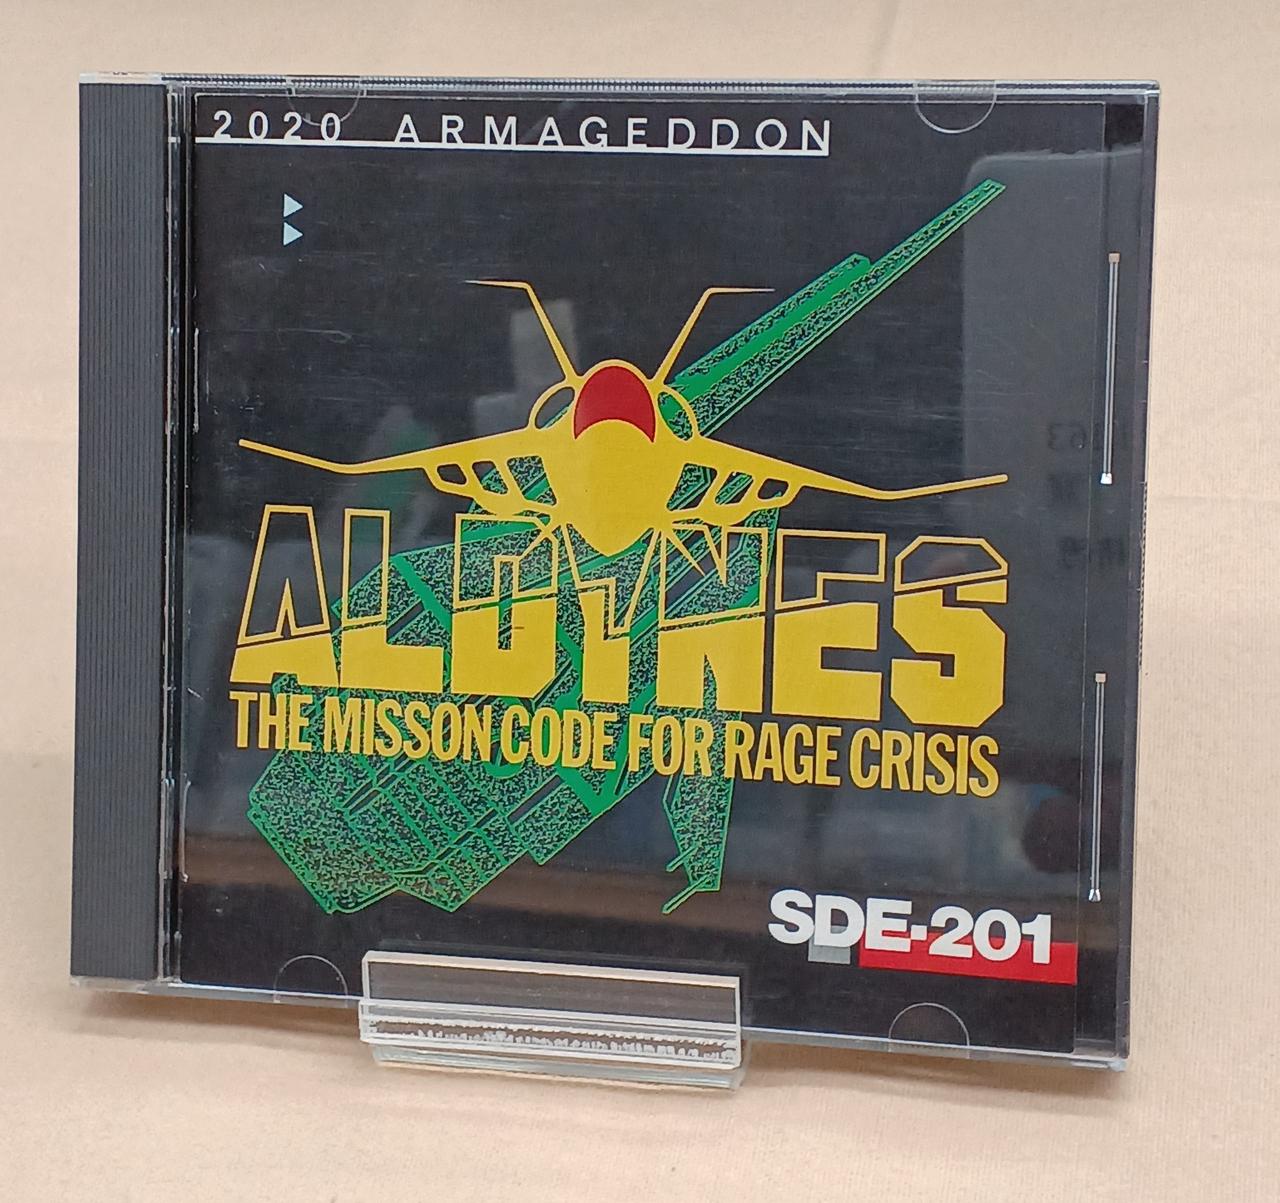 2020 ARMAGEDDON
ALDYNES
THE MISSON CODE FOR RAGE CRISIS
SDE-201